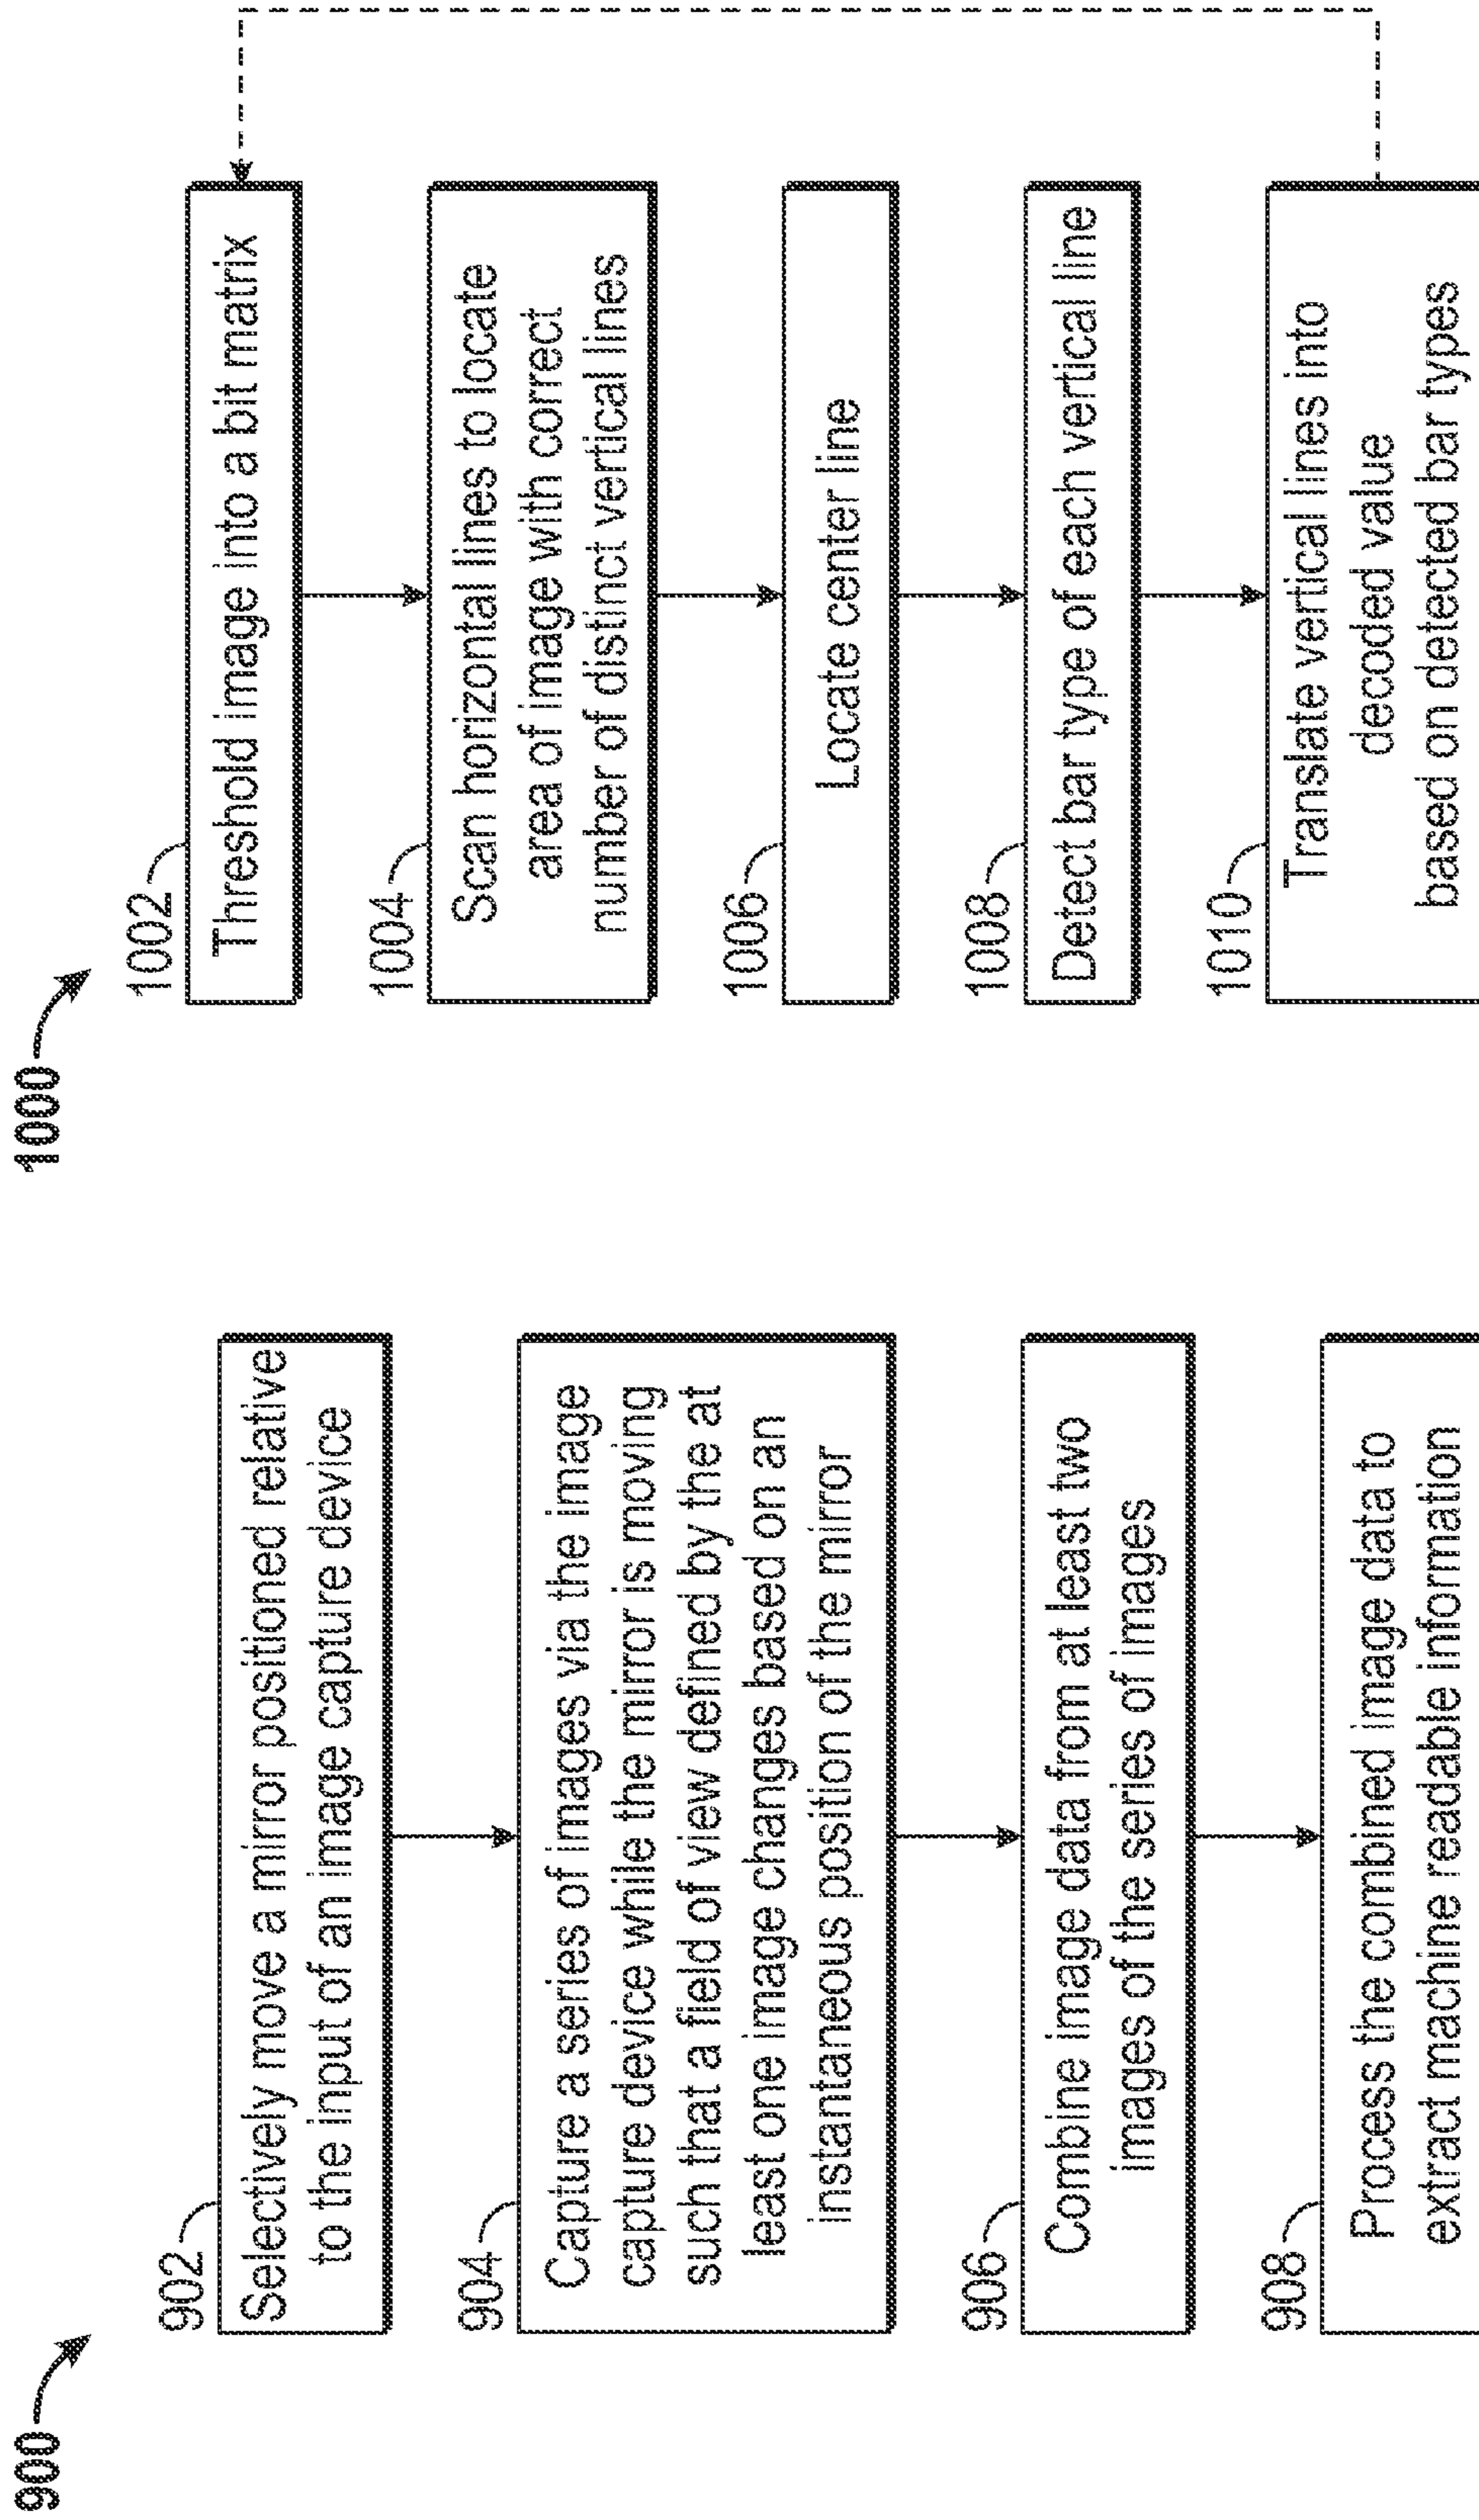 900
902
Selectively move a mirror positioned relative
to the input of an image capture device
904
Capture a series of images via the image
capture device while the mirror is moving
such that a field of view defined by the at
least one image changes based on an
instantaneous position of the mirror
906
Combine image data from at least two
images of the series of images
908
Process the combined image data to
extract machine readable information
1000
1002
Threshold image into a bit matrix
1004
Scan horizontal lines to locate
area of image with correct
number of distinct vertical lines
1006
Locate center line
1008
Detect bar type of each vertical line
1010
Translate vertical lines into
decoded value
based on detected bar types